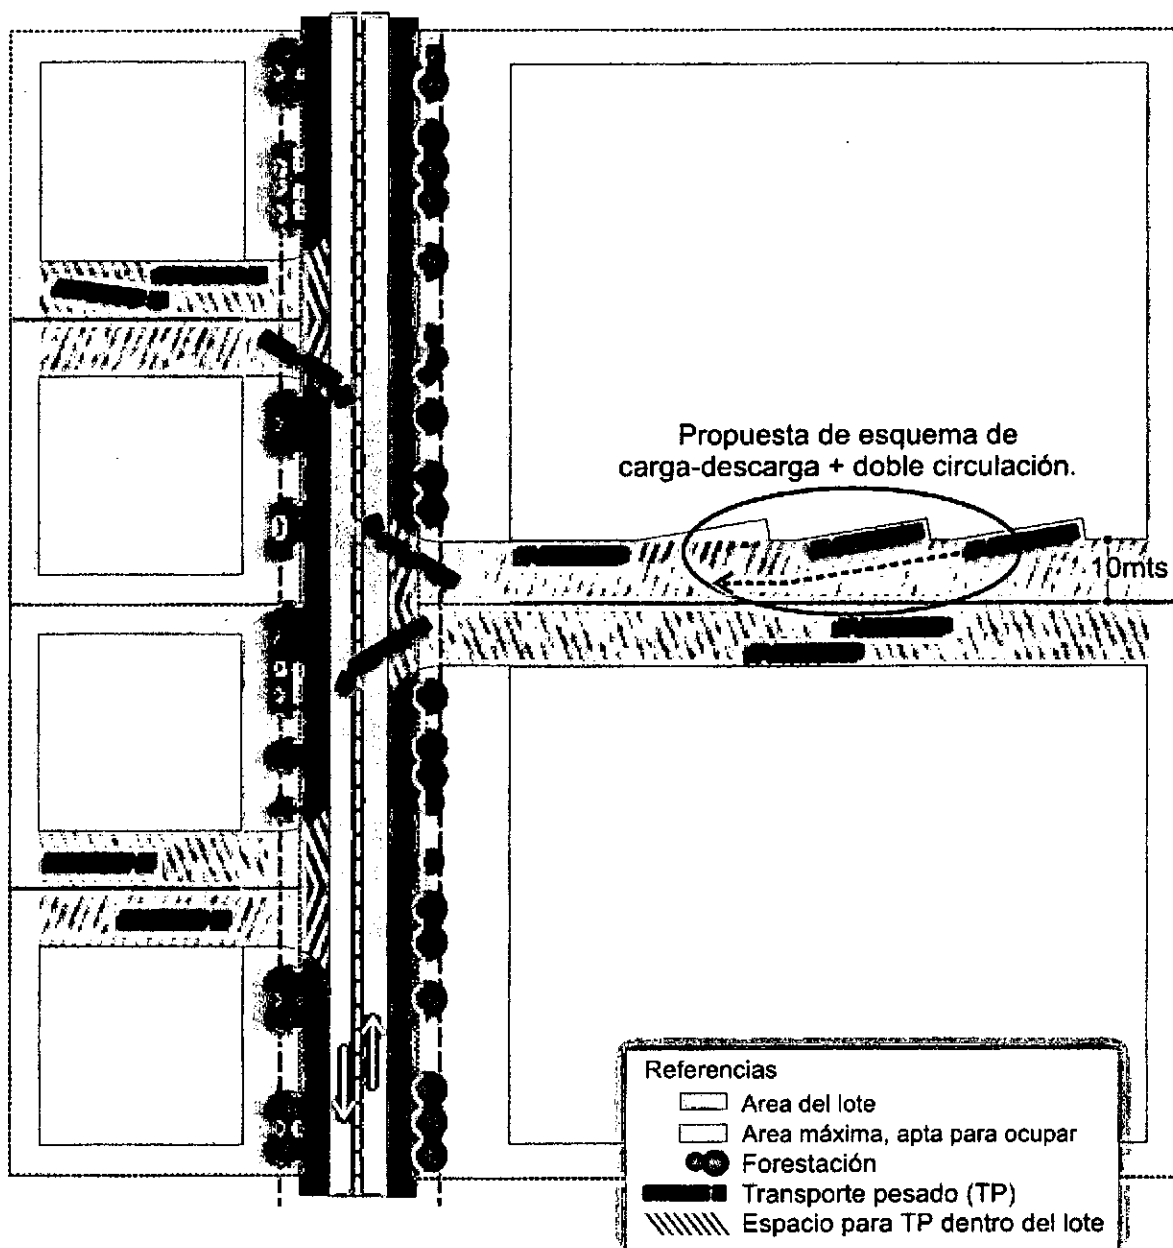 Propuesta de esquema de
carga-descarga + doble circulación.
10mts
Referencias
Area del lote
Area máxima, apta para ocupar
Forestación
Transporte pesado (TP)
Espacio para TP dentro del lote